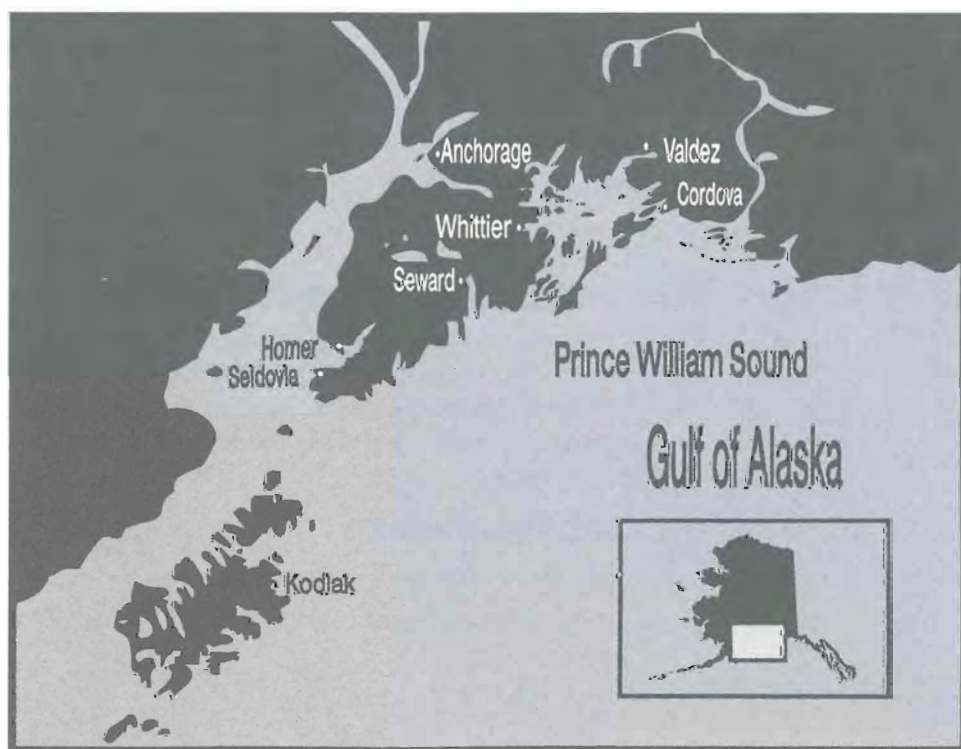 Anchorage
Valdez
Cordova
Whittier
Seward
Homer
Seldovia
Prince William Sound
Gulf of Alaska
Kodiak